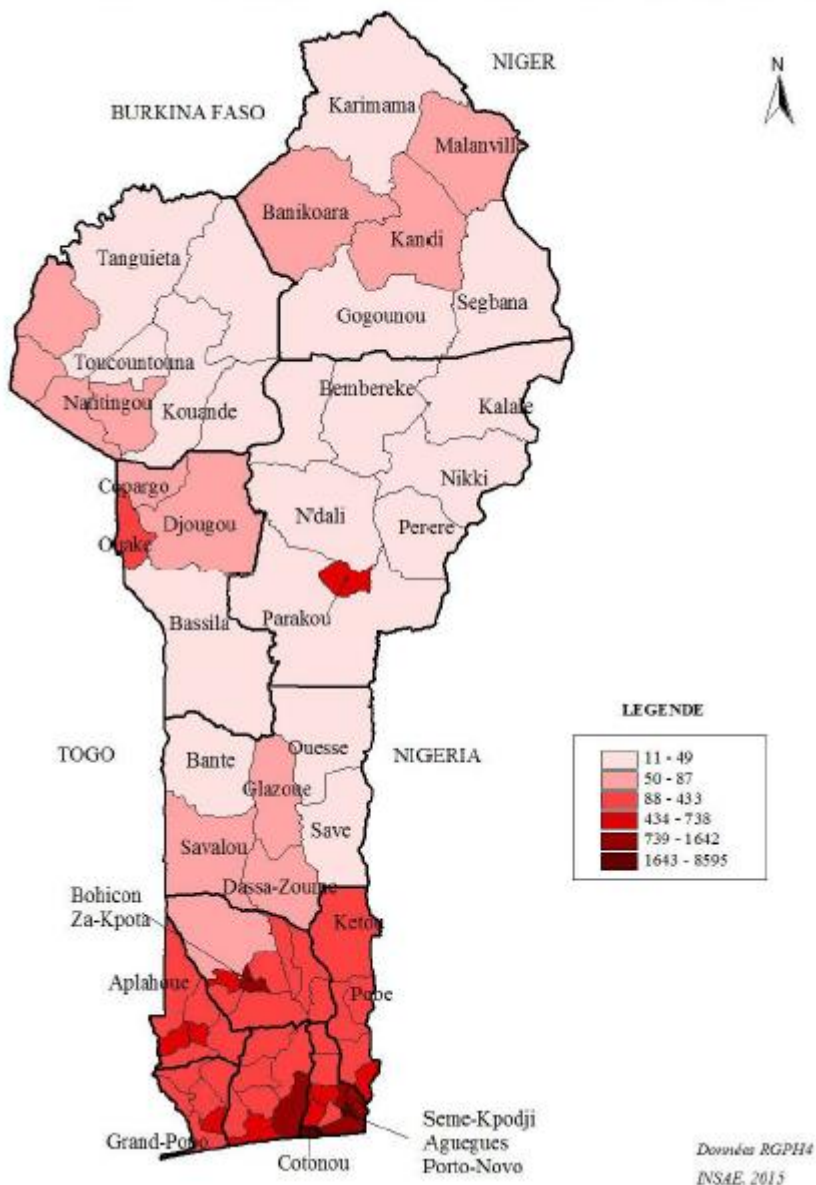 NIGER
N
BURKINA FASO
Karimama
Malanvill
Banikoara
Kandi
Tanguieta
Segbana
Gogounou
Toucountouna
Bembereke
Natitingou
Kouande
Kalale
Nikki
Copargo
N'dali
Djougou
Perere
Ouake
Parakou
Bassila
LEGENDE
TOGO
Ouesse
NIGERIA
Bante
11 - 49
Glazoue
50 - 87
88 - 433
Save
434 - 738
Savalou
739 - 1642
1643 - 8595
Dassa-Zoume
Bohicon
Za-Kpota
Ketou
Aplahoue
Pobe
Seme-Kpodji
Grand-Popo
Aguegues
Cotonou
Porto-Novo
Données RGPH4
INSAE, 2015